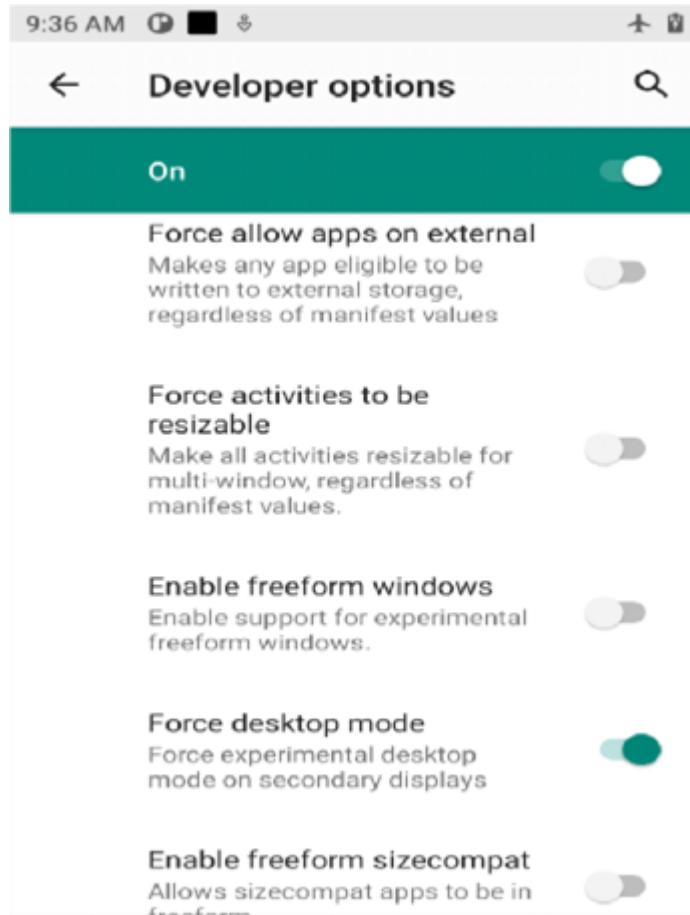 9:36 AM
Developer options
On
Force allow apps on external
Makes any app eligible to be
written to external storage,
regardless of manifest values
Force activities to be
resizable
Make all activities resizable for
multi-window, regardless of
manifest values.
Enable freeform windows
Enable support for experimental
freeform windows.
Force desktop mode
Force experimental desktop
mode on secondary displays
Enable freeform sizecompat
Allows sizecompat apps to be in